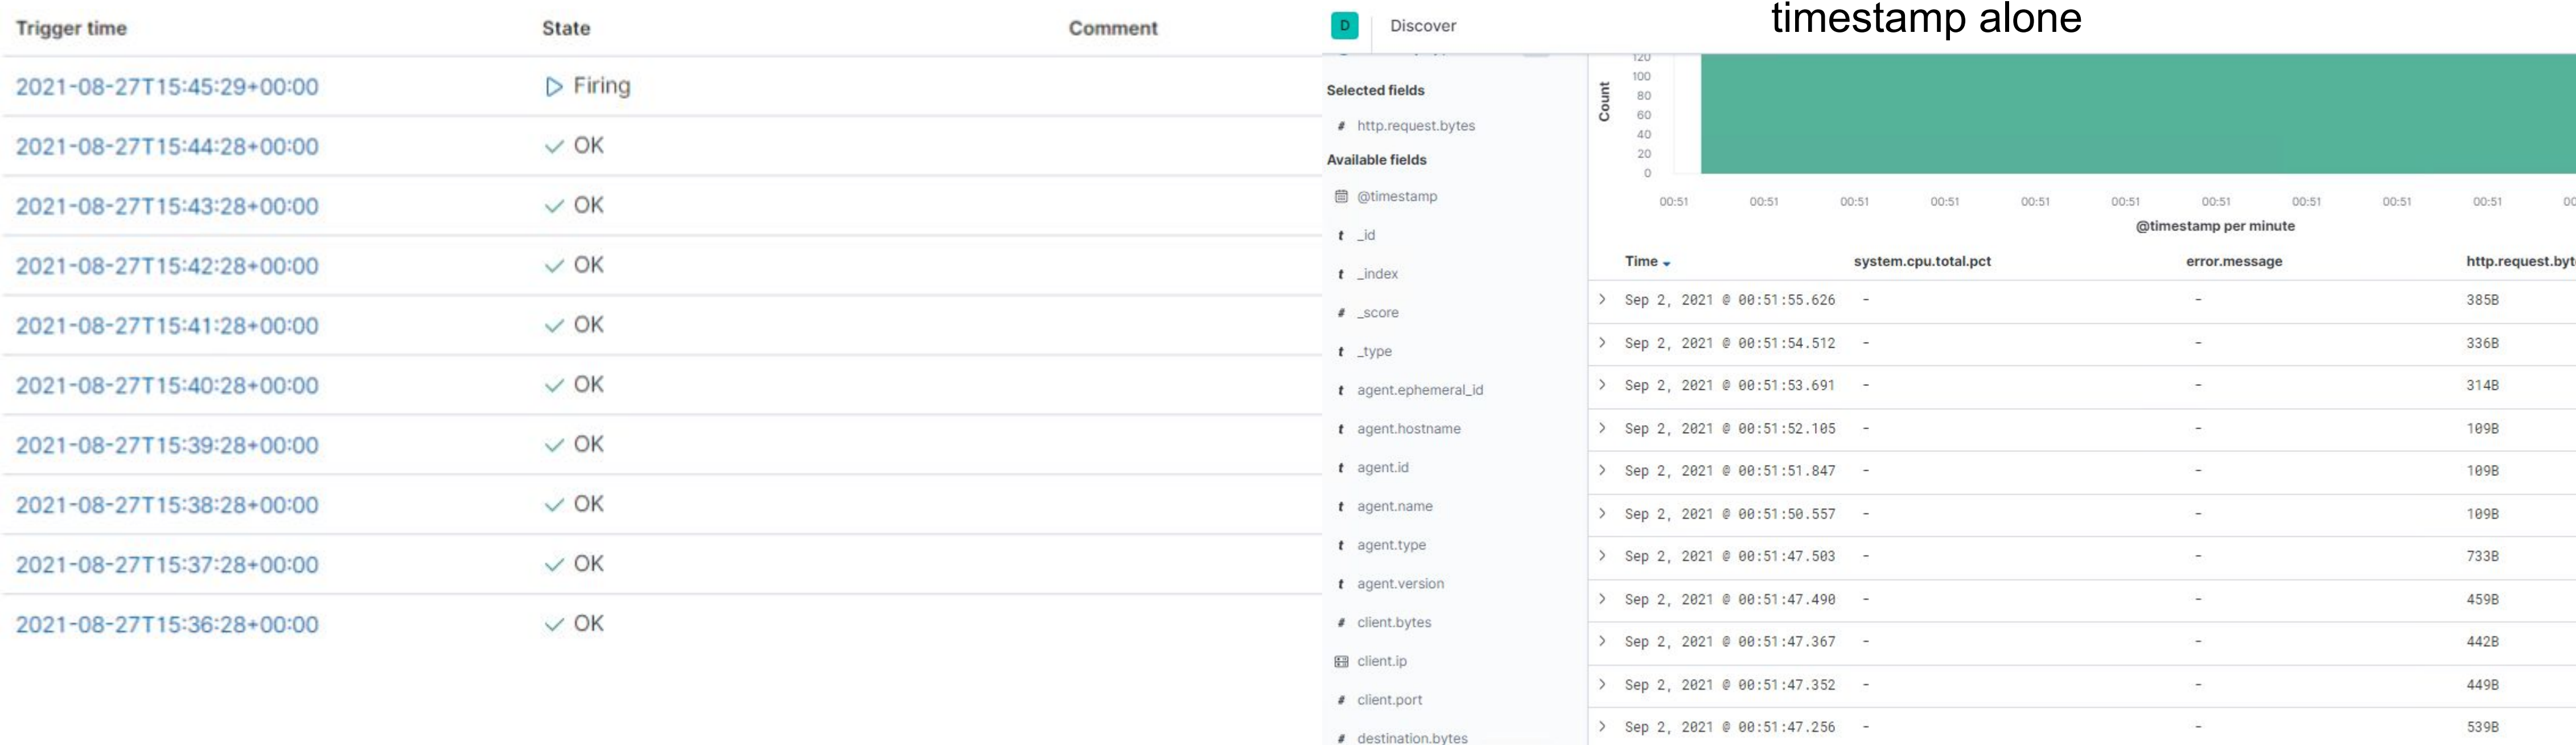 Trigger time State Comment
2021-08-27T15:45:29+00:00 Firing
2021-08-27T15:44:28+00:00 OK
2021-08-27T15:43:28+00:00 OK
2021-08-27T15:42:28+00:00 OK
2021-08-27T15:41:28+00:00 OK
2021-08-27T15:40:28+00:00 OK
2021-08-27T15:39:28+00:00 OK
2021-08-27T15:38:28+00:00 OK
2021-08-27T15:37:28+00:00 OK
2021-08-27T15:36:28+00:00 OK
timestamp alone
D Discover
Selected fields
# http.request.bytes
Available fields
@timestamp
t _id
t _index
# _score
t _type
t agent.ephemeral_id
t agent.hostname
t agent.id
t agent.name
t agent.type
t agent.version
# client.bytes
client.ip
# client.port
# destination.bytes
Count
120
100
80
60
40
20
0
00:51 00:51 00:51 00:51 00:51 00:51 00:51 00:51 00:51 00:51 00
@timestamp per minute
Time system.cpu.total.pct error.message http.request.byt
> Sep 2, 2021 @ 00:51:55.626 - - 385B
> Sep 2, 2021 @ 00:51:54.512 - - 336B
> Sep 2, 2021 @ 00:51:53.691 - - 314B
> Sep 2, 2021 @ 00:51:52.105 - - 109B
> Sep 2, 2021 @ 00:51:51.847 - - 109B
> Sep 2, 2021 @ 00:51:50.557 - - 109B
> Sep 2, 2021 @ 00:51:47.503 - - 733B
> Sep 2, 2021 @ 00:51:47.490 - - 459B
> Sep 2, 2021 @ 00:51:47.367 - - 442B
> Sep 2, 2021 @ 00:51:47.352 - - 449B
> Sep 2, 2021 @ 00:51:47.256 - - 539B